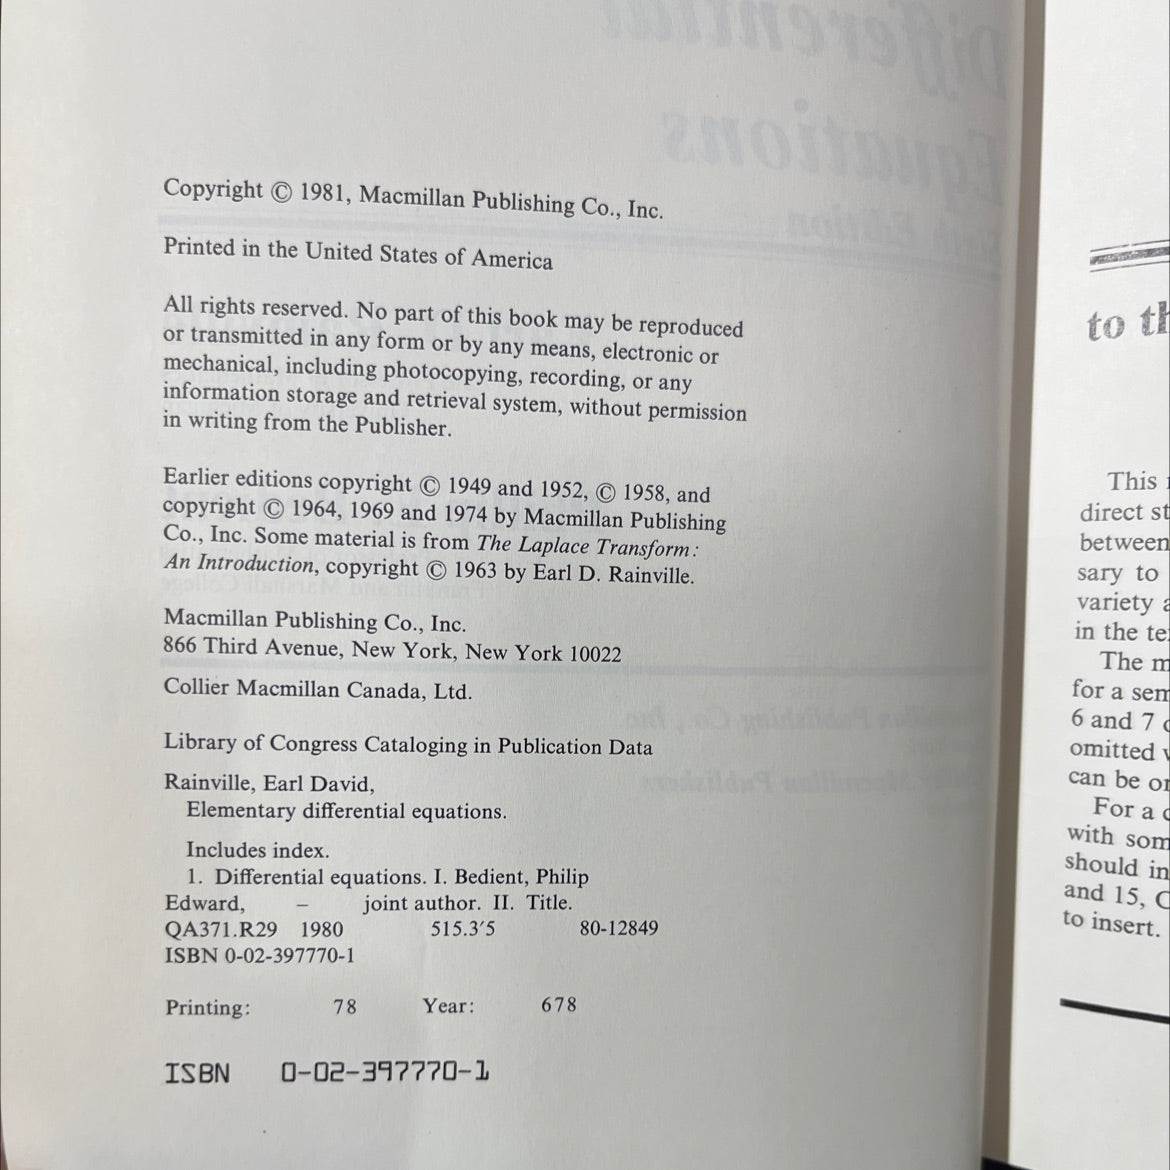 Differential
Equations
Sixth Edition
Copyright © 1981, Macmillan Publishing Co., Inc.
Printed in the United States of America
All rights reserved. No part of this book may be reproduced
or transmitted in any form or by any means, electronic or
mechanical, including photocopying, recording, or any
information storage and retrieval system, without permission
in writing from the Publisher.
Earlier editions copyright © 1949 and 1952, © 1958, and
copyright © 1964, 1969 and 1974 by Macmillan Publishing
Co., Inc. Some material is from The Laplace Transform:
An Introduction, copyright © 1963 by Earl D. Rainville.
Macmillan Publishing Co., Inc.
866 Third Avenue, New York, New York 10022
Collier Macmillan Canada, Ltd.
Library of Congress Cataloging in Publication Data
Rainville, Earl David,
Elementary differential equations.
Includes index.
1. Differential equations. I. Bedient, Philip
Edward, – joint author. II. Title.
QA371.R29 1980 515.3'5 80-12849
ISBN 0-02-397770-1
Printing: 78 Year: 678
ISBN 0-02-397770-1
to th
This
direct st
between
sary to
variety a
in the te
The m
for a sem
6 and 7
omitted
can be or
For a
with som
should in
and 15, C
to insert.